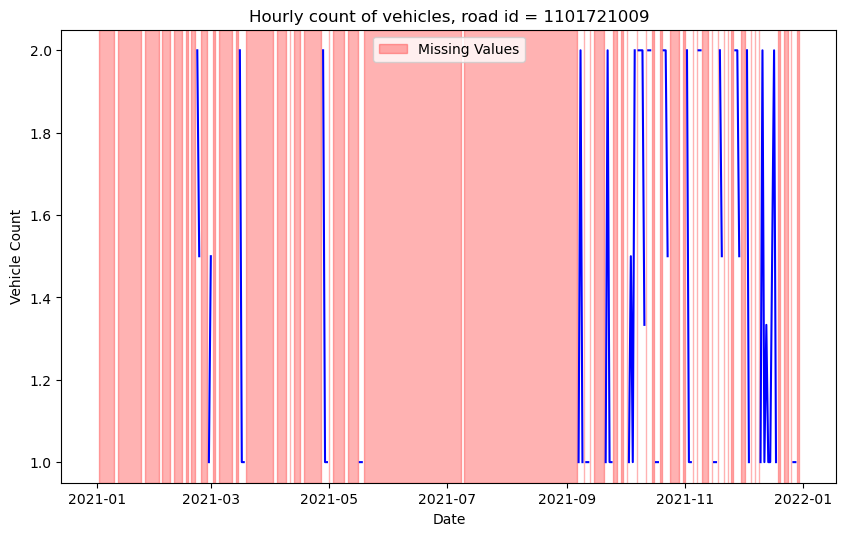 Hourly count of vehicles, road id = 1101721009
Missing Values
Vehicle Count
2.0
1.8
1.6
1.4
1.2
1.0
2021-01 2021-03 2021-05 2021-07 2021-09 2021-11 2022-01
Date